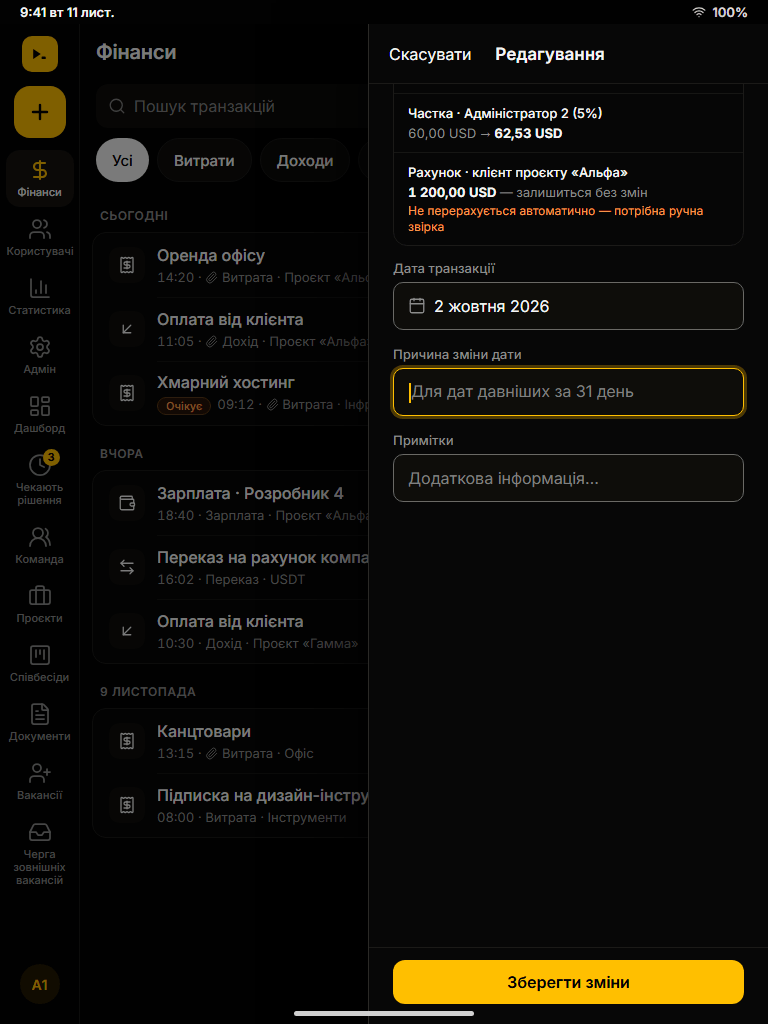 9:41 вт 11 лист.
100%
Фінанси
Користувачі
Статистика
Адмін
Дашборд
3
Чекають
рішення
Команда
Проєкти
Співбесіди
Документи
Вакансії
Черга
зовнішніх
вакансій
А1
Фінанси
Пошук транзакцій
Усі
Витрати
Доходи
СЬОГОДНІ
Оренда офісу
14:20 · Витрата · Проєкт «Аль
Оплата від клієнта
11:05 · Дохід · Проєкт «Альфа
Хмарний хостинг
Очікує 09:12 · Витрата · Інф
ВЧОРА
Зарплата · Розробник 4
18:40 · Зарплата · Проєкт «Альф
Переказ на рахунок компа
16:02 · Переказ · USDT
Оплата від клієнта
10:30 · Дохід · Проєкт «Гамма»
9 ЛИСТОПАДА
Канцтовари
13:15 · Витрата · Офіс
Підписка на дизайн-інстру
08:00 · Витрата · Інструменти
Скасувати
Редагування
Частка · Адміністратор 2 (5%)
60,00 USD → 62,53 USD
Рахунок · клієнт проєкту «Альфа»
1 200,00 USD — залишиться без змін
Не перерахується автоматично — потрібна ручна
звірка
Дата транзакції
2 жовтня 2026
Причина зміни дати
Для дат давніших за 31 день
Примітки
Додаткова інформація...
Зберегти зміни